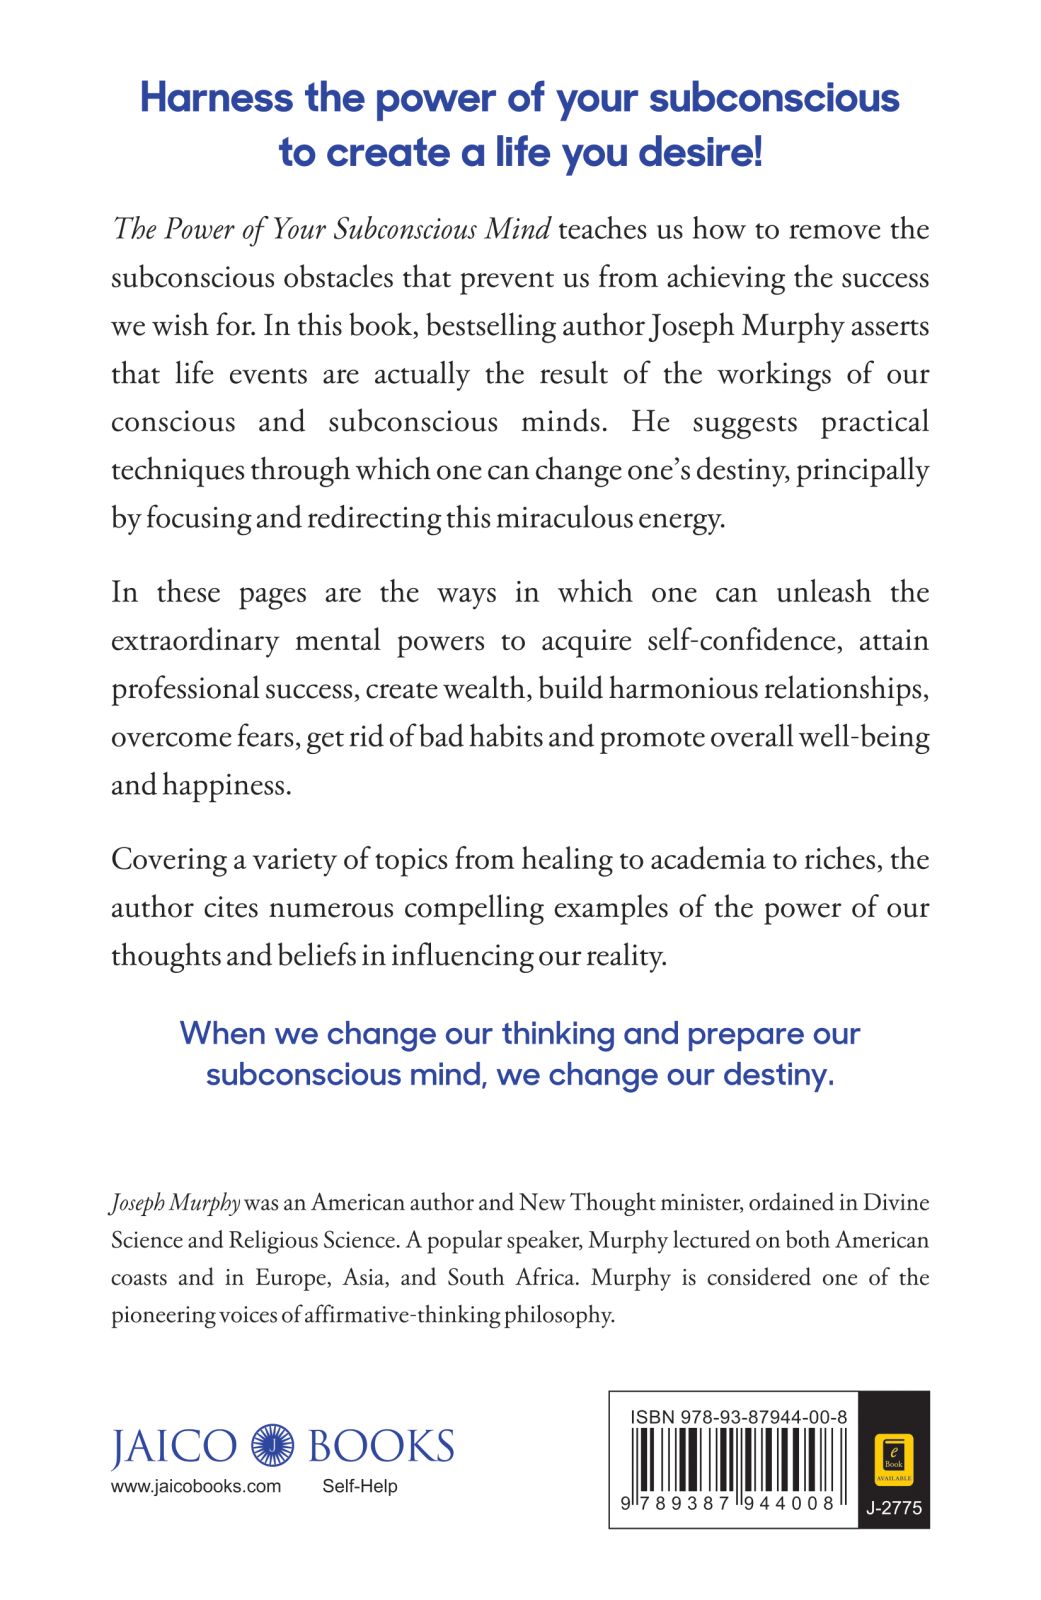 Harness the power of your subconscious
to create a life you desire!
The Power of Your Subconscious Mind teaches us how to remove the
subconscious obstacles that prevent us from achieving the success
we wish for. In this book, bestselling author Joseph Murphy asserts
that life events are actually the result of the workings of our
conscious and subconscious minds. He suggests practical
techniques through which one can change one's destiny, principally
by focusing and redirecting this miraculous energy.
In these pages are the ways in which one can unleash the
extraordinary mental powers to acquire self-confidence, attain
professional success, create wealth, build harmonious relationships,
overcome fears, get rid of bad habits and promote overall well-being
and happiness.
Covering a variety of topics from healing to academia to riches, the
author cites numerous compelling examples of the power of our
thoughts and beliefs in influencing our reality.
When we change our thinking and prepare our
subconscious mind, we change our destiny.
Joseph Murphy was an American author and New Thought minister, ordained in Divine
Science and Religious Science. A popular speaker, Murphy lectured on both American
coasts and in Europe, Asia, and South Africa. Murphy is considered one of the
pioneering voices of affirmative-thinking philosophy.
JAICO J BOOKS
www.jaicobooks.com Self-Help
ISBN 978-93-87944-00-8
9 789387 944008
e
Book
AVAILABLE
J-2775